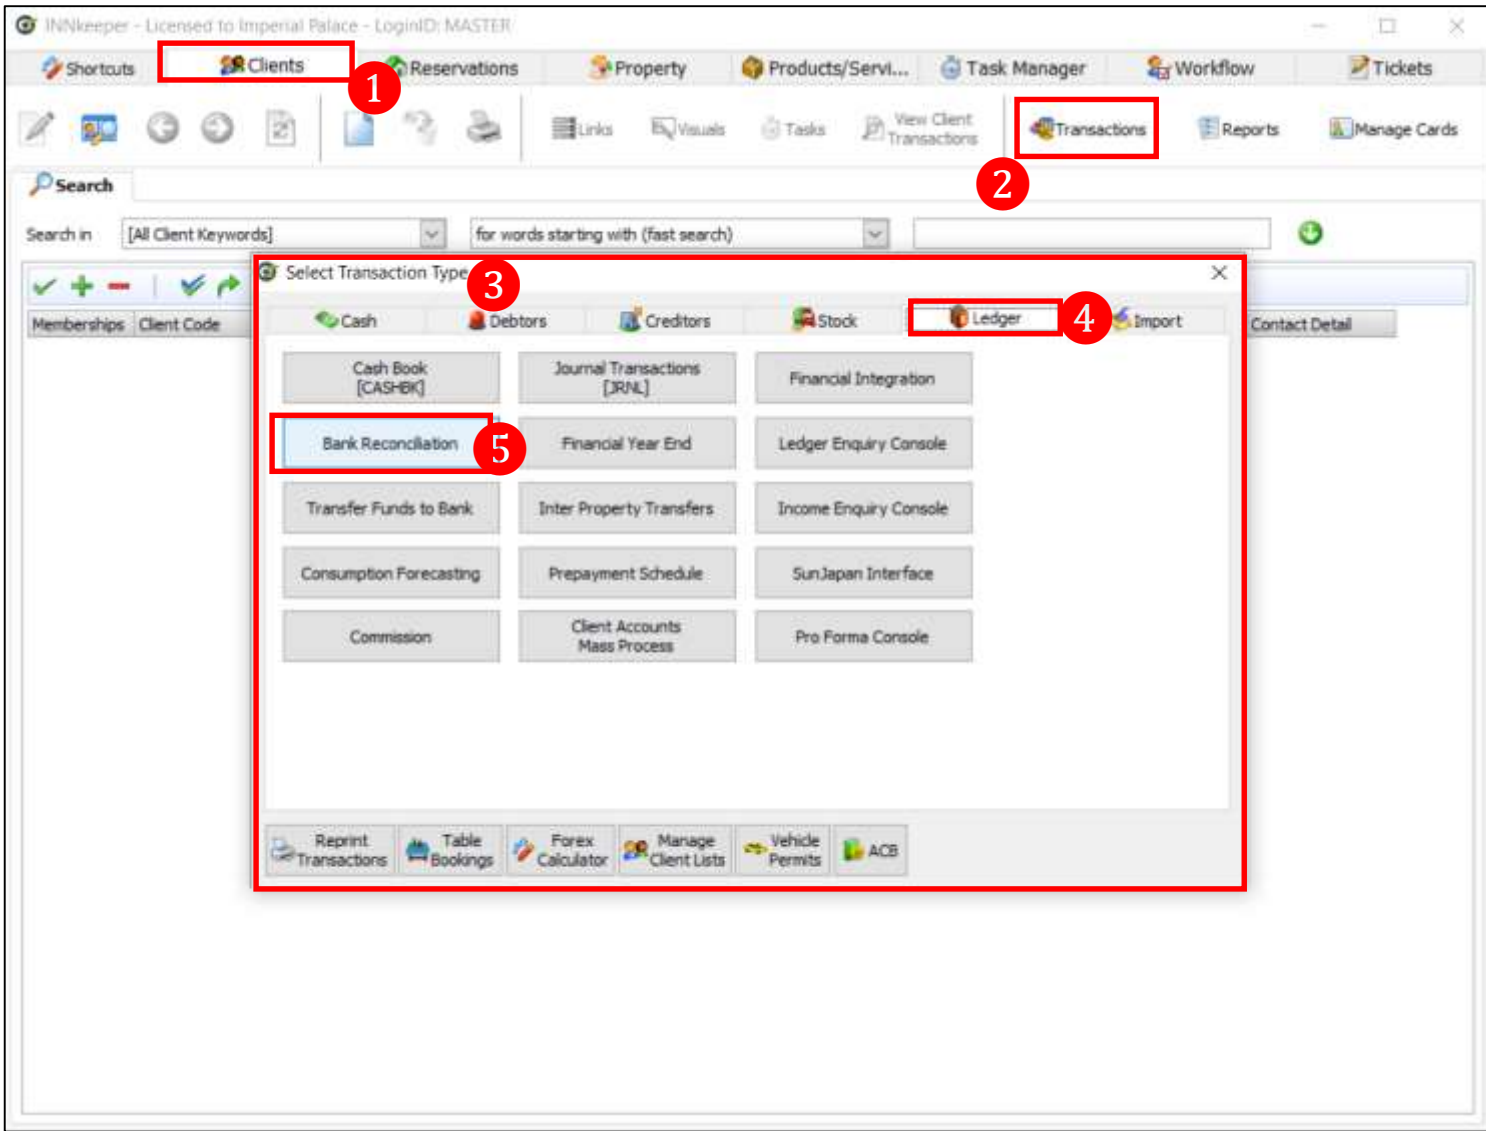 INNkeeper - Licensed to Imperial Palace - LoginID: MASTER
Shortcuts
Clients
Reservations
Property
Products/Servi...
Task Manager
Workflow
Tickets
1
Links
Visuals
Tasks
View Client
Transactions
Transactions
Reports
Manage Cards
2
Search
Search in
[All Client Keywords]
for words starting with (fast search)
Memberships
Client Code
Contact Detail
Select Transaction Type
3
Cash
Debtors
Creditors
Stock
Ledger
4
Import
Cash Book
[CASHBK]
Journal Transactions
[JRNL]
Financial Integration
Bank Reconciliation
5
Financial Year End
Ledger Enquiry Console
Transfer Funds to Bank
Inter Property Transfers
Income Enquiry Console
Consumption Forecasting
Prepayment Schedule
SunJapan Interface
Commission
Client Accounts
Mass Process
Pro Forma Console
Reprint
Transactions
Table
Bookings
Forex
Calculator
Manage
Client Lists
Vehicle
Permits
ACB